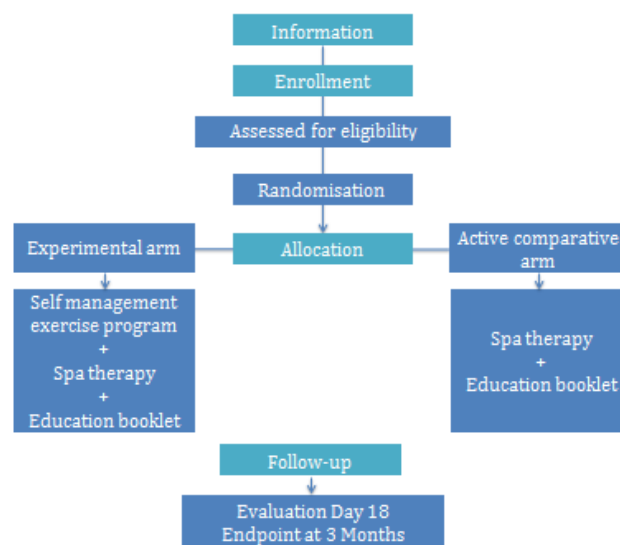 Information
Enrollment
Assessed for eligibility
Randomisation
Experimental arm
Allocation
Active comparative
arm
Self management
exercise program
+
Spa therapy
+
Education booklet
Spa therapy
+
Education booklet
Follow-up
Evaluation Day 18
Endpoint at 3 Months